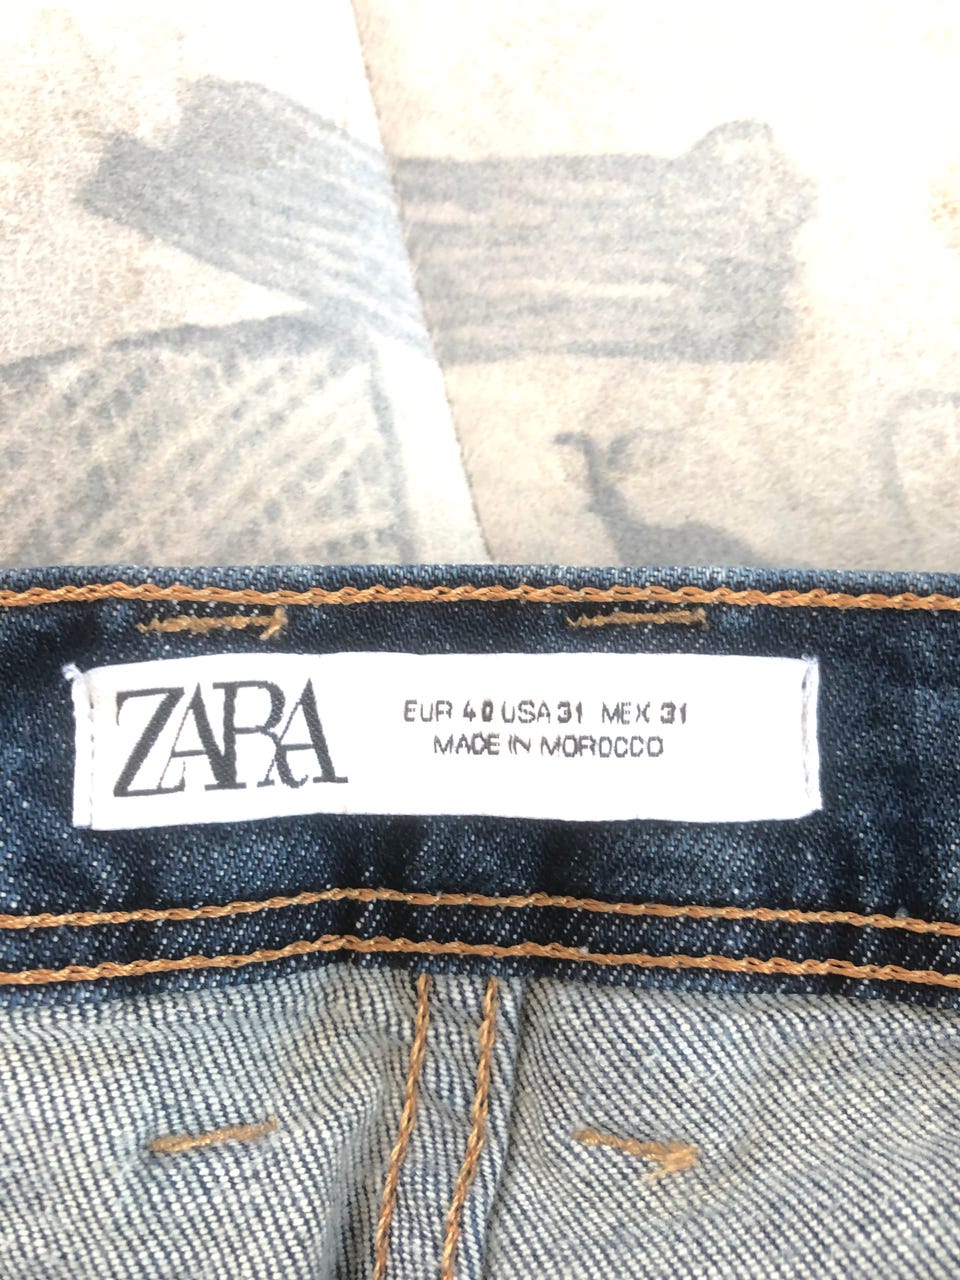 ZARA
EUR 40 USA 31 MEX 31
MADE IN MOROCCO